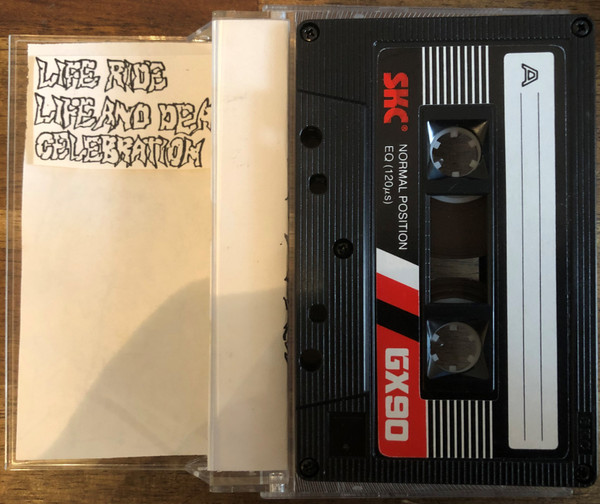 LIFE RIDE
LIFE AND DEA
CELEBRATION
A
SKC®
NORMAL POSITION
EQ (120µs)
GX90